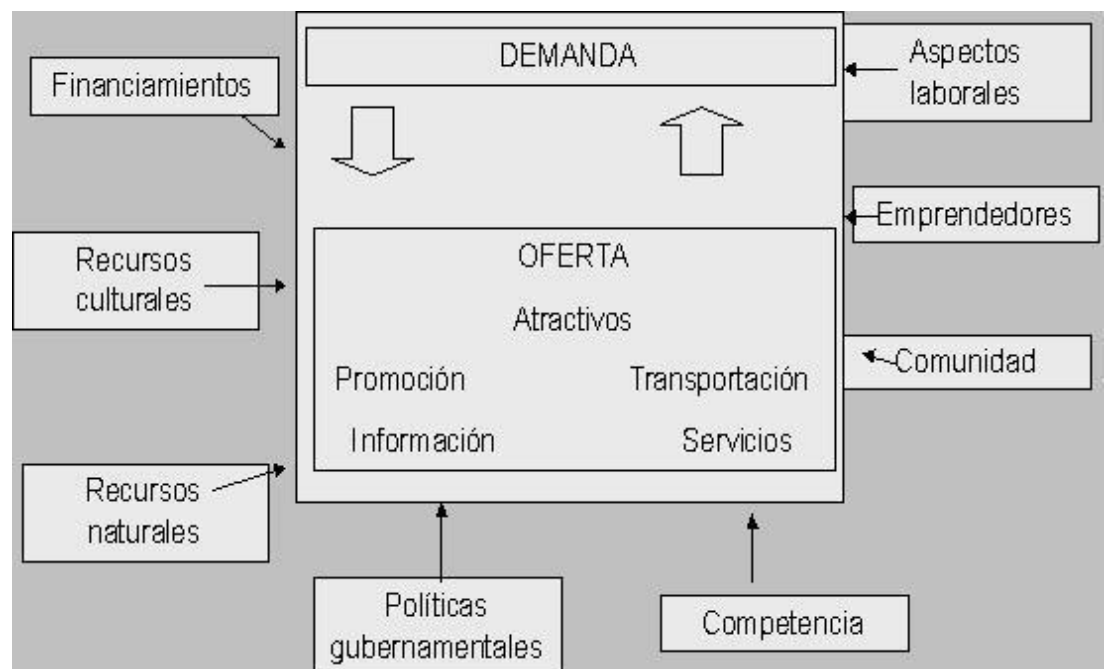 DEMANDA
Financiamientos
Aspectos
laborales
Emprendedores
Recursos
culturales
OFERTA
Atractivos
Promoción
Transportación
Información
Servicios
Comunidad
Recursos
naturales
Políticas
gubernamentales
Competencia